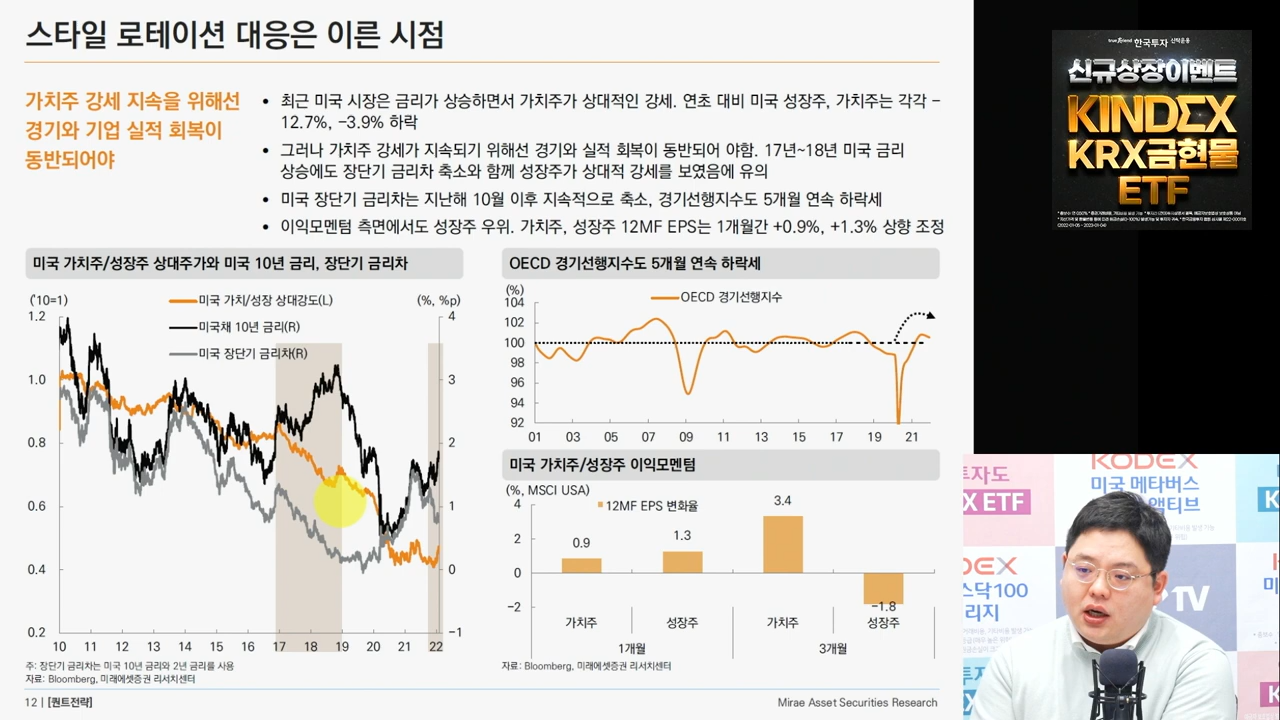 스타일 로테이션 대응은 이른 시점
가치주 강세 지속을 위해선
경기와 기업 실적 회복이
동반되어야
• 최근 미국 시장은 금리가 상승하면서 가치주가 상대적인 강세. 연초 대비 미국 성장주, 가치주는 각각 –
12.7%, –3.9% 하락
• 그러나 가치주 강세가 지속되기 위해선 경기와 실적 회복이 동반되어 야함. 17년~18년 미국 금리
상승에도 장단기 금리차 축소와 함께 성장주가 상대적 강세를 보였음에 유의
• 미국 장단기 금리차는 지난해 10월 이후 지속적으로 축소, 경기선행지수도 5개월 연속 하락세
• 이익모멘텀 측면에서도 성장주 우위. 가치주, 성장주 12MF EPS는 1개월간 +0.9%, +1.3% 상향 조정
미국 가치주/성장주 상대주가와 미국 10년 금리, 장단기 금리차
('10=1)
(%, %p)
미국 가치/성장 상대강도(L)
미국채 10년 금리(R)
미국 장단기 금리차(R)
1.2
1.0
0.8
0.6
0.4
0.2
4
3
2
1
0
–1
10 11 12 13 14 15 16 17 18 19 20 21 22
주: 장단기 금리차는 미국 10년 금리와 2년 금리를 사용
자료: Bloomberg, 미래에셋증권 리서치센터
OECD 경기선행지수도 5개월 연속 하락세
(%)
OECD 경기선행지수
104
102
100
98
96
94
92
01 03 05 07 09 11 13 15 17 19 21
미국 가치주/성장주 이익모멘텀
(%, MSCI USA)
12MF EPS 변화율
4
2
0
–2
0.9
1.3
3.4
–1.8
가치주 성장주 가치주 성장주
1개월 3개월
자료: Bloomberg, 미래에셋증권 리서치센터
12 | [퀀트전략]
Mirae Asset Securities Research
한국투자 신탁운용
신규상장이벤트
KINDEX
KRX금현물
ETF
KODEX
미국 메타버스
액티브
투자도
X ETF
DEX
스닥100
리지
TV